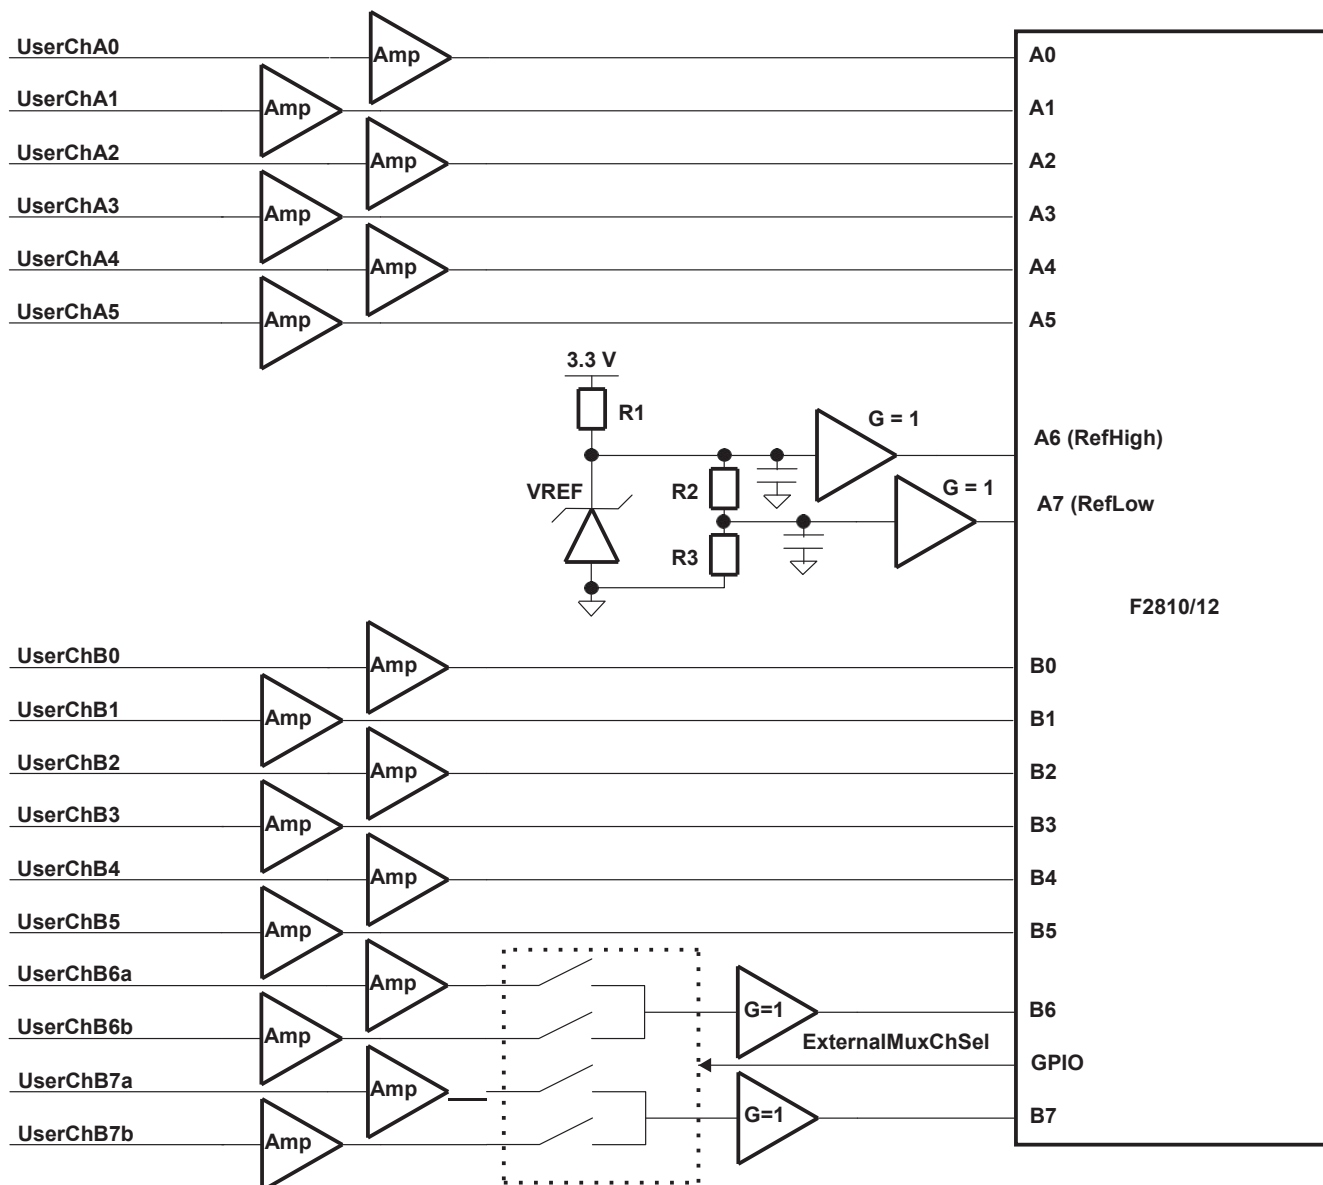 UserChA0
Amp
A0
UserChA1
Amp
A1
UserChA2
Amp
A2
UserChA3
Amp
A3
UserChA4
Amp
A4
UserChA5
Amp
A5
3.3 V
R1
G = 1
A6 (RefHigh)
VREF
R2
G = 1
A7 (RefLow
R3
F2810/12
UserChB0
Amp
B0
UserChB1
Amp
B1
UserChB2
Amp
B2
UserChB3
Amp
B3
UserChB4
Amp
B4
UserChB5
Amp
B5
UserChB6a
Amp
G=1
B6
UserChB6b
Amp
ExternalMuxChSel
GPIO
UserChB7a
Amp
G=1
B7
UserChB7b
Amp